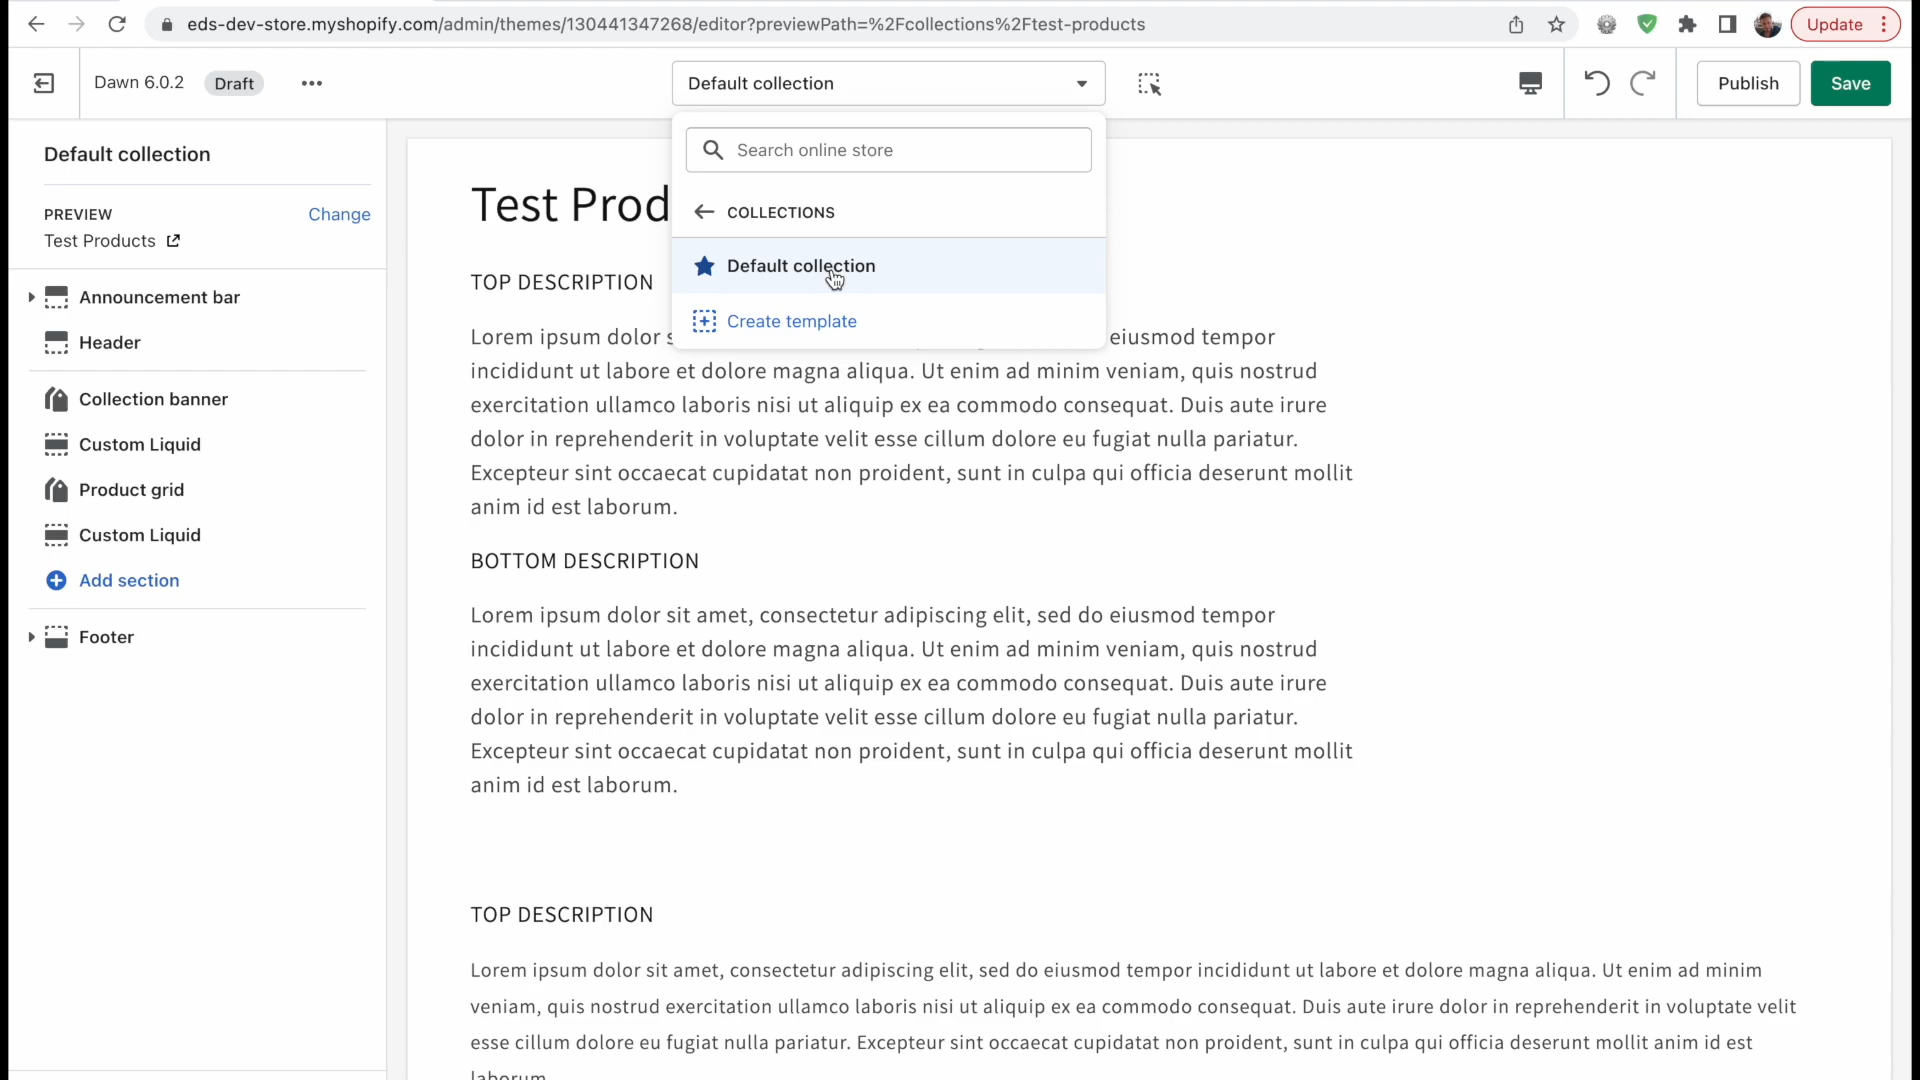 eds-dev-store.myshopify.com/admin/themes/130441347268/editor?previewPath=%2Fcollections%2Ftest-products
Update
Dawn 6.0.2
Draft
Default collection
Publish
Save
Default collection
PREVIEW
Change
Test Products
Announcement bar
Header
Collection banner
Custom Liquid
Product grid
Custom Liquid
Add section
Footer
Search online store
COLLECTIONS
Default collection
Create template
Test Prod
TOP DESCRIPTION
Lorem ipsum dolor eiusmod tempor
incididunt ut labore et dolore magna aliqua. Ut enim ad minim veniam, quis nostrud
exercitation ullamco laboris nisi ut aliquip ex ea commodo consequat. Duis aute irure
dolor in reprehenderit in voluptate velit esse cillum dolore eu fugiat nulla pariatur.
Excepteur sint occaecat cupidatat non proident, sunt in culpa qui officia deserunt mollit
anim id est laborum.
BOTTOM DESCRIPTION
Lorem ipsum dolor sit amet, consectetur adipiscing elit, sed do eiusmod tempor
incididunt ut labore et dolore magna aliqua. Ut enim ad minim veniam, quis nostrud
exercitation ullamco laboris nisi ut aliquip ex ea commodo consequat. Duis aute irure
dolor in reprehenderit in voluptate velit esse cillum dolore eu fugiat nulla pariatur.
Excepteur sint occaecat cupidatat non proident, sunt in culpa qui officia deserunt mollit
anim id est laborum.
TOP DESCRIPTION
Lorem ipsum dolor sit amet, consectetur adipiscing elit, sed do eiusmod tempor incididunt ut labore et dolore magna aliqua. Ut enim ad minim
veniam, quis nostrud exercitation ullamco laboris nisi ut aliquip ex ea commodo consequat. Duis aute irure dolor in reprehenderit in voluptate velit
esse cillum dolore eu fugiat nulla pariatur. Excepteur sint occaecat cupidatat non proident, sunt in culpa qui officia deserunt mollit anim id est
laborum.